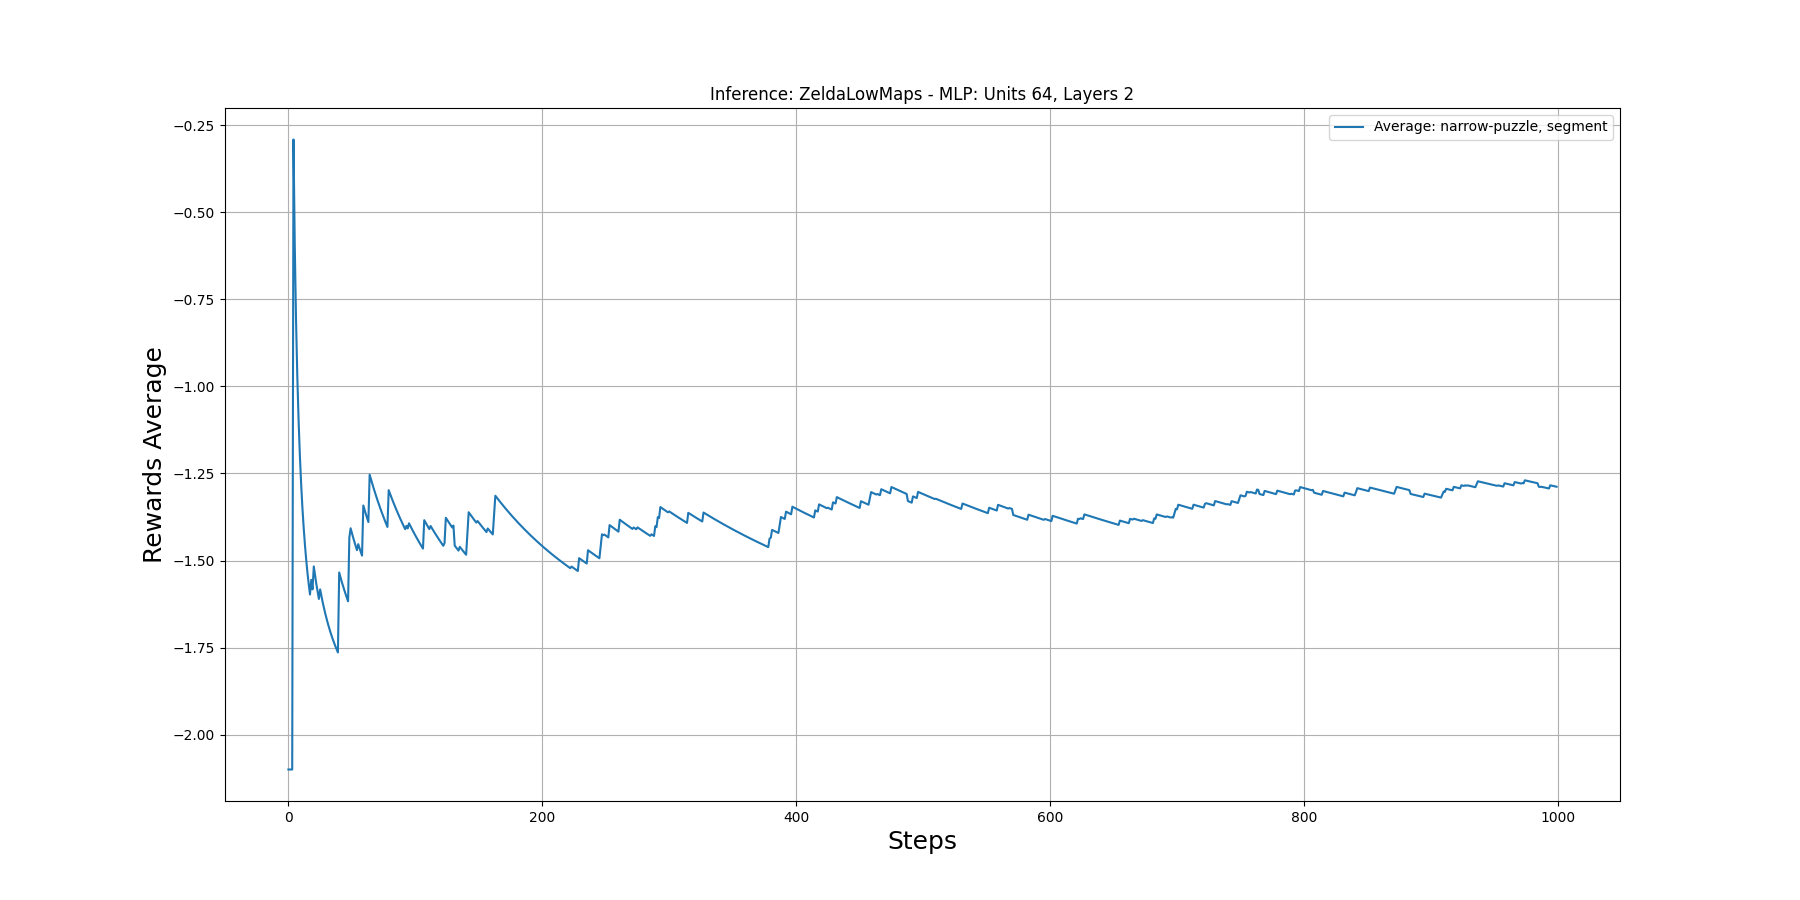 Inference: ZeldaLowMaps - MLP: Units 64, Layers 2
Average: narrow-puzzle, segment
Rewards Average
−0.25
−0.50
−0.75
−1.00
−1.25
−1.50
−1.75
−2.00
0 200 400 600 800 1000
Steps